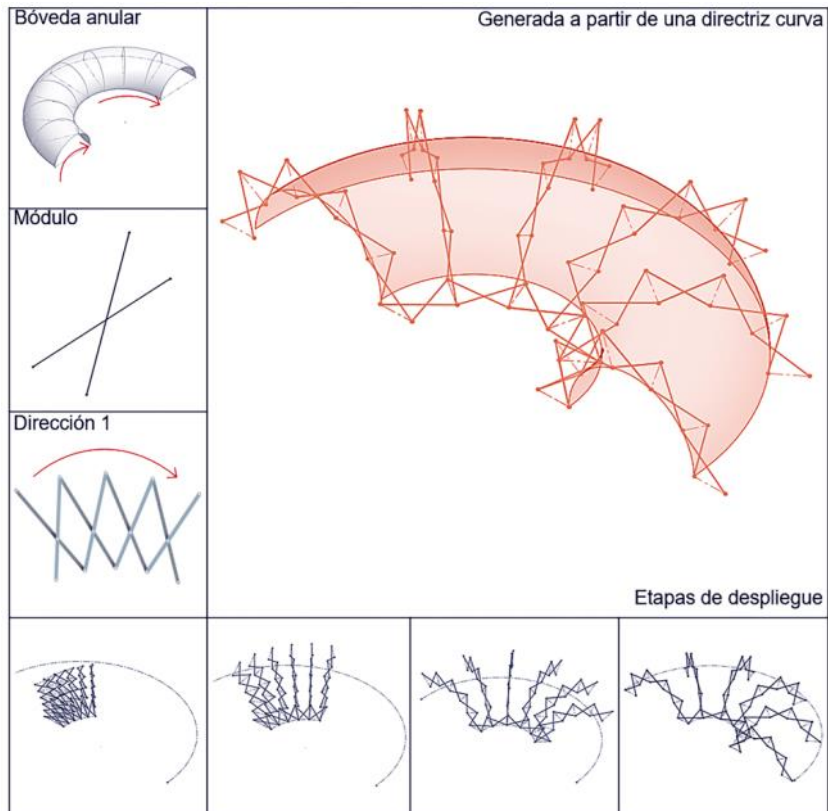 Bóveda anular
Generada a partir de una directriz curva
Módulo
Dirección 1
Etapas de despliegue